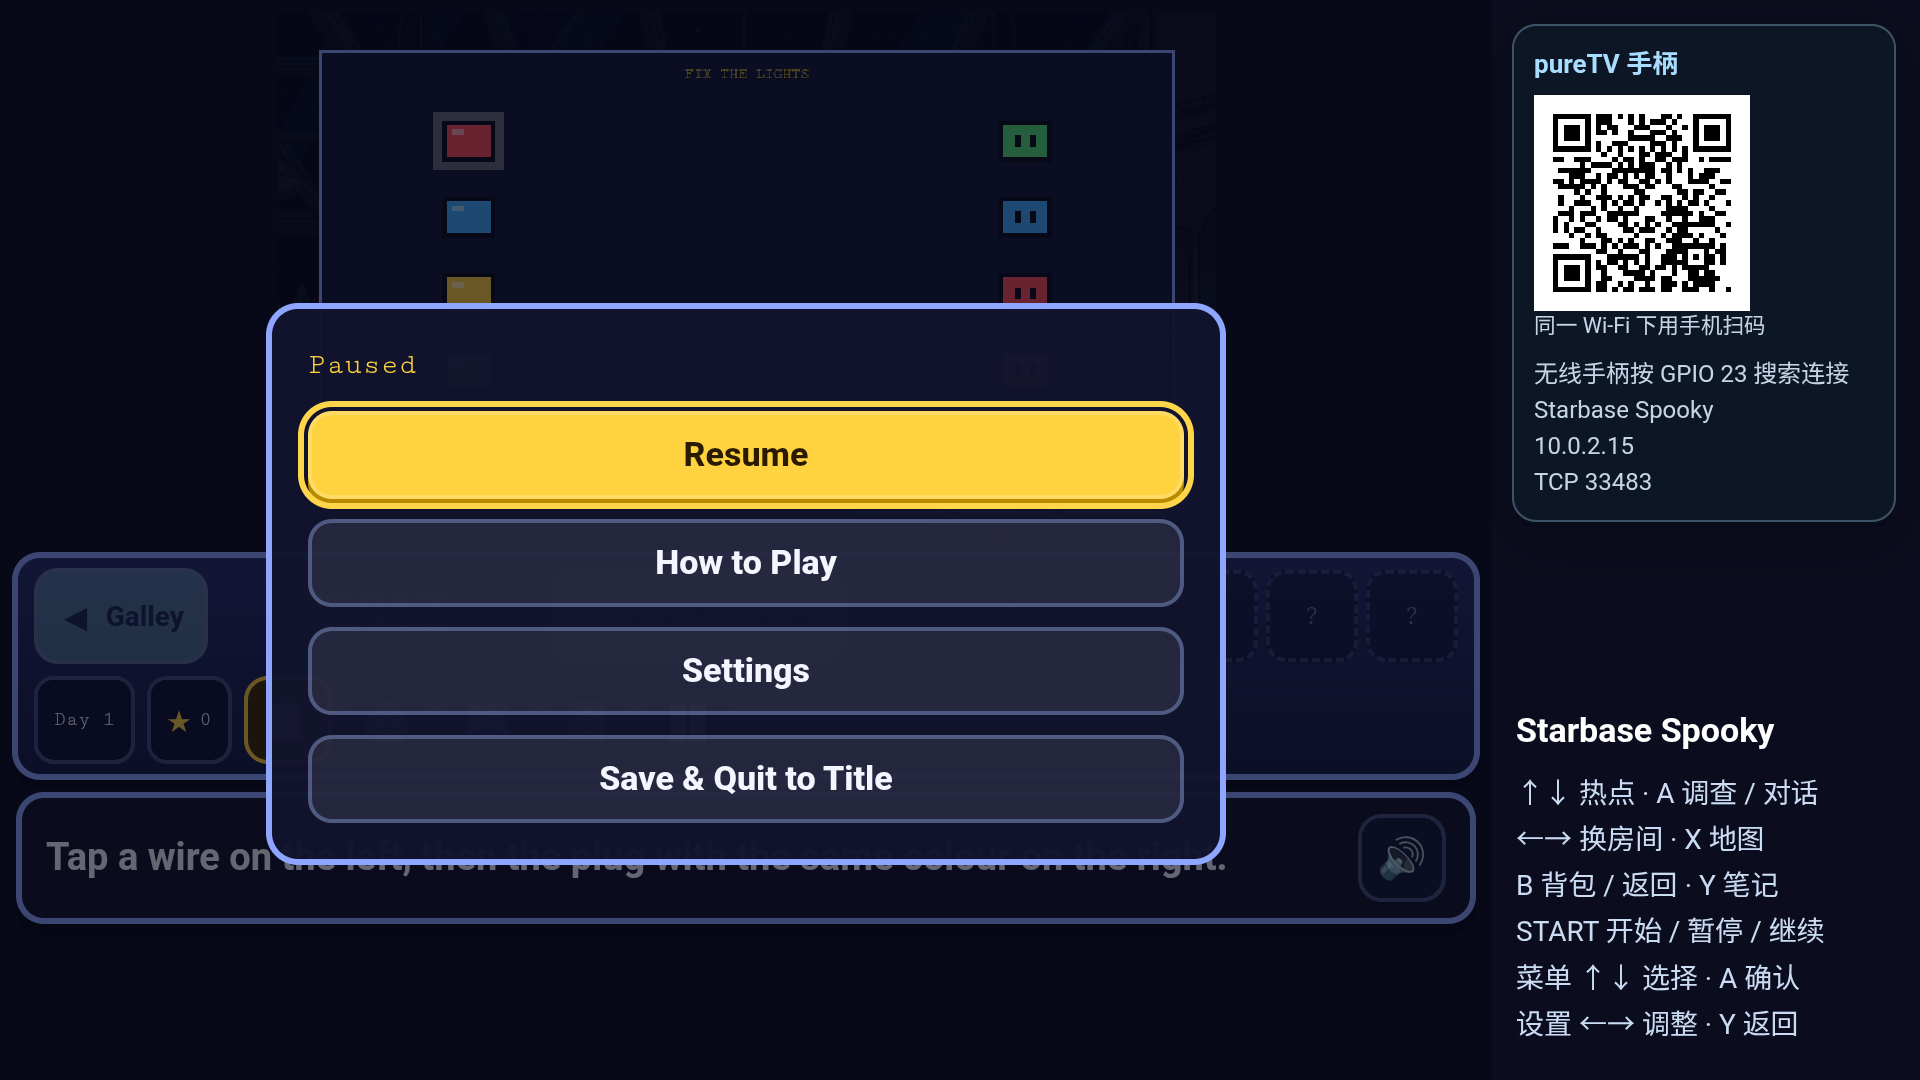 FIX THE LIGHTS
Paused
Resume
How to Play
Settings
Save & Quit to Title
◀ Galley
? ?
Day 1
★ 0
Tap a wire on the left, then the plug with the same colour on the right.
pureTV 手柄
同一 Wi-Fi 下用手机扫码
无线手柄按 GPIO 23 搜索连接
Starbase Spooky
10.0.2.15
TCP 33483
Starbase Spooky
↑↓ 热点 · A 调查 / 对话
←→ 换房间 · X 地图
B 背包 / 返回 · Y 笔记
START 开始 / 暂停 / 继续
菜单 ↑↓ 选择 · A 确认
设置 ←→ 调整 · Y 返回